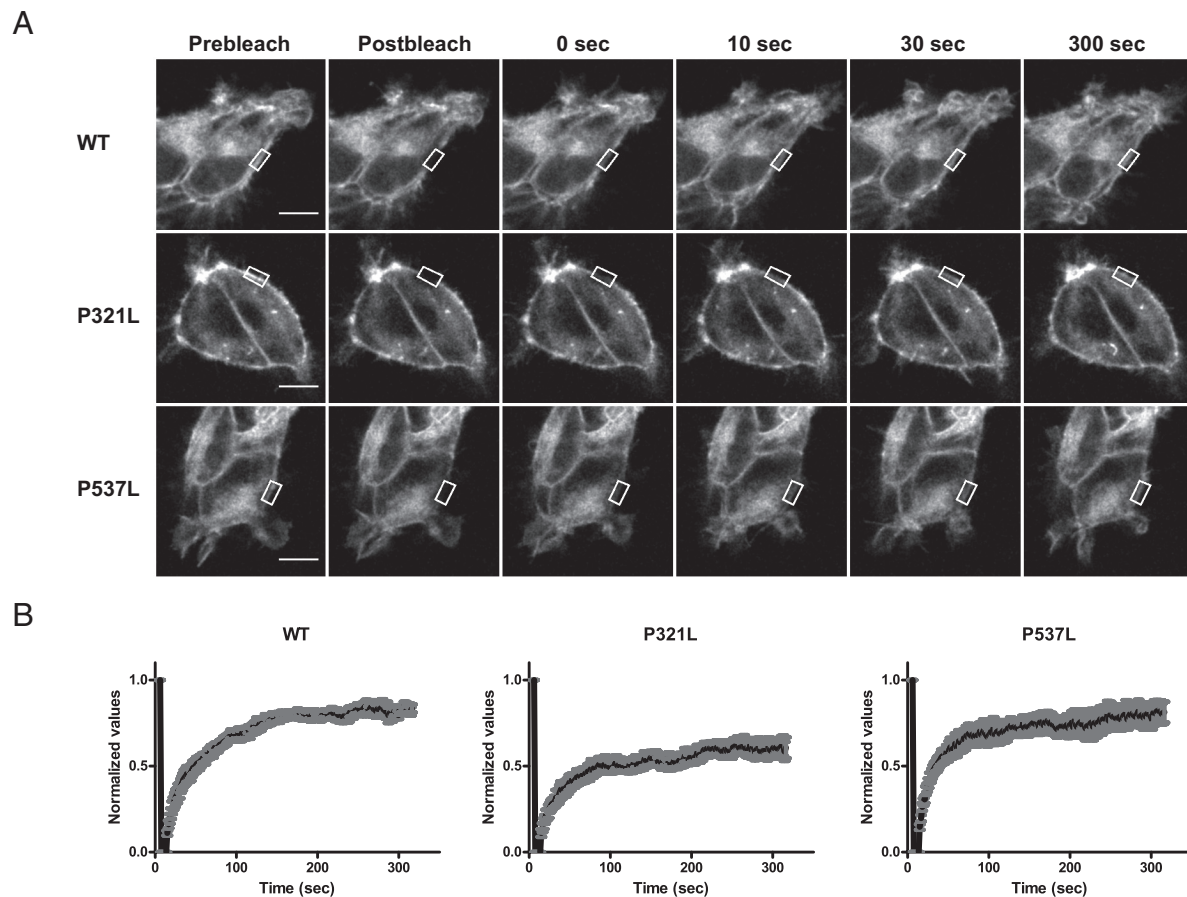 A
Prebleach Postbleach 0 sec 10 sec 30 sec 300 sec
WT
P321L
P537L
B
WT P321L P537L
Normalized values
1.0
0.5
0.0
0 100 200 300
Time (sec)
Normalized values
1.0
0.5
0.0
0 100 200 300
Time (sec)
Normalized values
1.0
0.5
0.0
0 100 200 300
Time (sec)